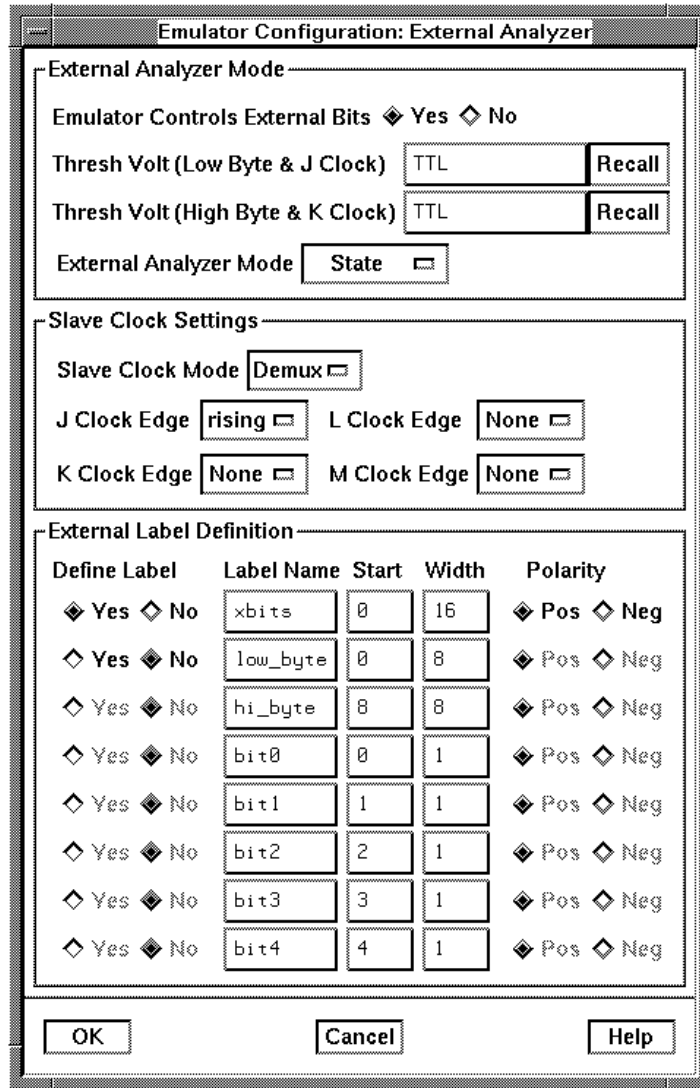 Emulator Configuration: External Analyzer
External Analyzer Mode
Emulator Controls External Bits Yes No
Thresh Volt (Low Byte & J Clock) TTL Recall
Thresh Volt (High Byte & K Clock) TTL Recall
External Analyzer Mode State
Slave Clock Settings
Slave Clock Mode Demux
J Clock Edge rising L Clock Edge None
K Clock Edge None M Clock Edge None
External Label Definition
Define Label Label Name Start Width Polarity
Yes No xbits 0 16 Pos Neg
Yes No low_byte 0 8 Pos Neg
Yes No hi_byte 8 8 Pos Neg
Yes No bit0 0 1 Pos Neg
Yes No bit1 1 1 Pos Neg
Yes No bit2 2 1 Pos Neg
Yes No bit3 3 1 Pos Neg
Yes No bit4 4 1 Pos Neg
OK Cancel Help